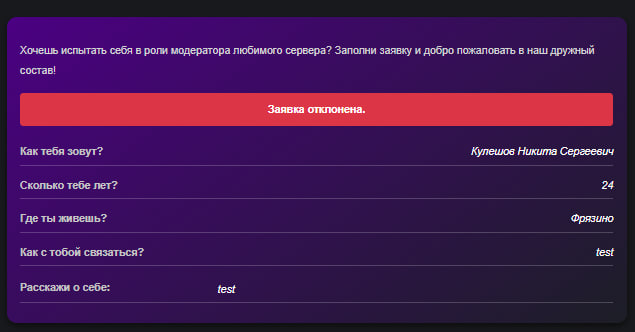 Хочешь испытать себя в роли модератора любимого сервера? Заполни заявку и добро пожаловать в наш дружный
состав!
Заявка отклонена.
Как тебя зовут? Кулешов Никита Сергеевич
Сколько тебе лет? 24
Где ты живешь? Фрязино
Как с тобой связаться? test
Расскажи о себе: test